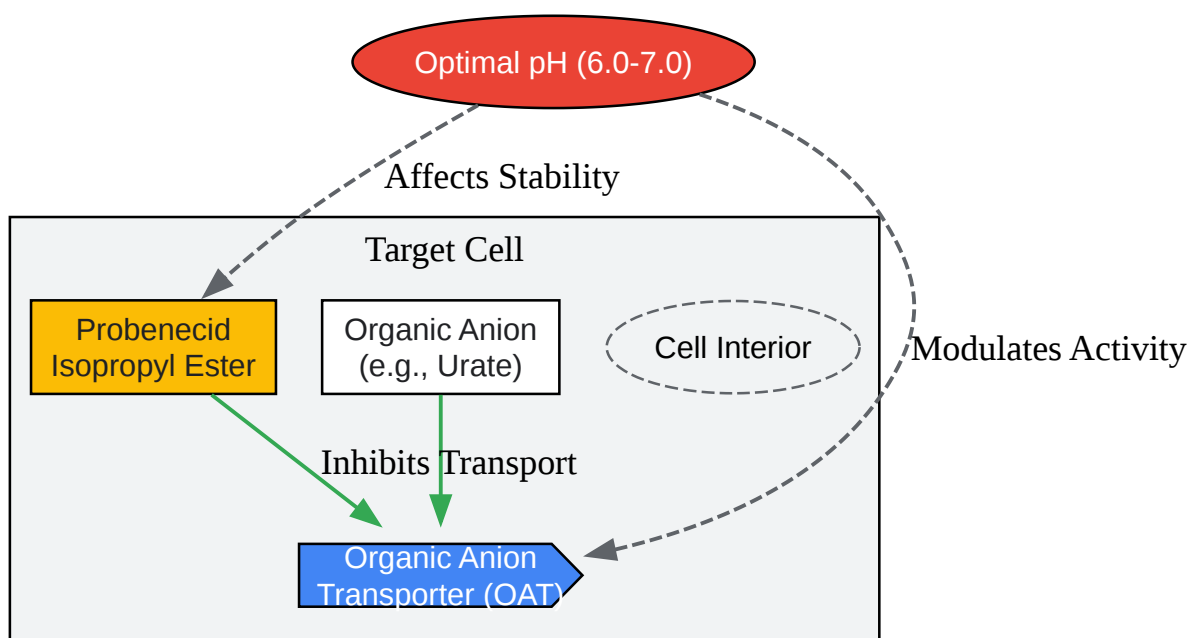 Optimal pH (6.0-7.0)
Affects Stability
Target Cell
Probenecid
Isopropyl Ester
Organic Anion
(e.g., Urate)
Cell Interior
Modulates Activity
Inhibits Transport
Organic Anion
Transporter (OAT)